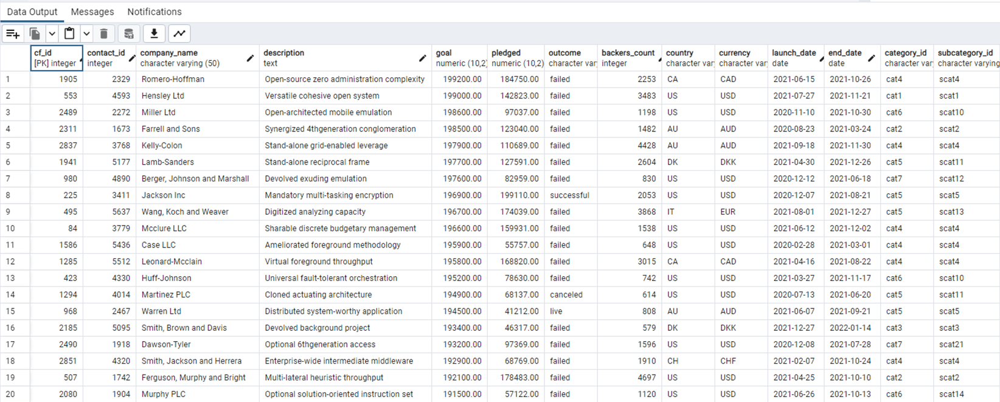 Data Output Messages Notifications
cf_id contact_id company_name description goal pledged outcome backers_count country currency launch_date end_date category_id subcategory_id
[PK] integer integer character varying (50) text numeric (10,2) numeric (10,2) character var integer character var character var date date character var character varying
1 1905 2329 Romero-Hoffman Open-source zero administration complexity 199200.00 184750.00 failed 2253 CA CAD 2021-06-15 2021-10-26 cat4 scat4
2 553 4593 Hensley Ltd Versatile cohesive open system 199000.00 142823.00 failed 3483 US USD 2021-07-27 2021-11-21 cat1 scat1
3 2489 2272 Miller Ltd Open-architected mobile emulation 198600.00 97037.00 failed 1198 US USD 2020-11-10 2021-10-30 cat6 scat10
4 2311 1673 Farrell and Sons Synergized 4thgeneration conglomeration 198500.00 123040.00 failed 1482 AU AUD 2020-08-23 2021-03-24 cat2 scat2
5 2837 3768 Kelly-Colon Stand-alone grid-enabled leverage 197900.00 110689.00 failed 4428 AU AUD 2021-09-18 2021-11-30 cat4 scat4
6 1941 5177 Lamb-Sanders Stand-alone reciprocal frame 197700.00 127591.00 failed 2604 DK DKK 2021-04-30 2021-12-26 cat5 scat11
7 980 4890 Berger, Johnson and Marshall Devolved exuding emulation 197600.00 82959.00 failed 830 US USD 2020-12-12 2021-06-18 cat7 scat12
8 225 3411 Jackson Inc Mandatory multi-tasking encryption 196900.00 199110.00 successful 2053 US USD 2020-12-07 2021-08-21 cat5 scat5
9 495 5637 Wang, Koch and Weaver Digitized analyzing capacity 196700.00 174039.00 failed 3868 IT EUR 2021-08-01 2021-12-27 cat5 scat13
10 84 3779 Mcclure LLC Sharable discrete budgetary management 196600.00 159931.00 failed 1538 US USD 2021-06-12 2021-12-02 cat4 scat4
11 1586 5436 Case LLC Ameliorated foreground methodology 195900.00 55757.00 failed 648 US USD 2020-02-28 2021-03-01 cat4 scat4
12 1285 5512 Leonard-Mcclain Virtual foreground throughput 195800.00 168820.00 failed 3015 CA CAD 2021-04-16 2021-08-22 cat4 scat4
13 423 4330 Huff-Johnson Universal fault-tolerant orchestration 195200.00 78630.00 failed 742 US USD 2021-03-27 2021-11-17 cat6 scat10
14 1294 4014 Martinez PLC Cloned actuating architecture 194900.00 68137.00 canceled 614 US USD 2020-07-13 2021-06-20 cat5 scat11
15 968 2467 Warren Ltd Distributed system-worthy application 194500.00 41212.00 live 808 AU AUD 2021-06-07 2021-09-21 cat5 scat5
16 2185 5095 Smith, Brown and Davis Devolved background project 193400.00 46317.00 failed 579 DK DKK 2021-12-27 2022-01-14 cat3 scat3
17 2490 1918 Dawson-Tyler Optional 6thgeneration access 193200.00 97369.00 failed 1596 US USD 2020-12-08 2021-07-28 cat7 scat21
18 2851 4320 Smith, Jackson and Herrera Enterprise-wide intermediate middleware 192900.00 68769.00 failed 1910 CH CHF 2021-02-07 2021-10-24 cat4 scat4
19 507 1742 Ferguson, Murphy and Bright Multi-lateral heuristic throughput 192100.00 178483.00 failed 4697 US USD 2021-04-25 2021-10-10 cat2 scat2
20 2080 1904 Murphy PLC Optional solution-oriented instruction set 191500.00 57122.00 failed 1120 US USD 2021-06-26 2021-10-13 cat6 scat14